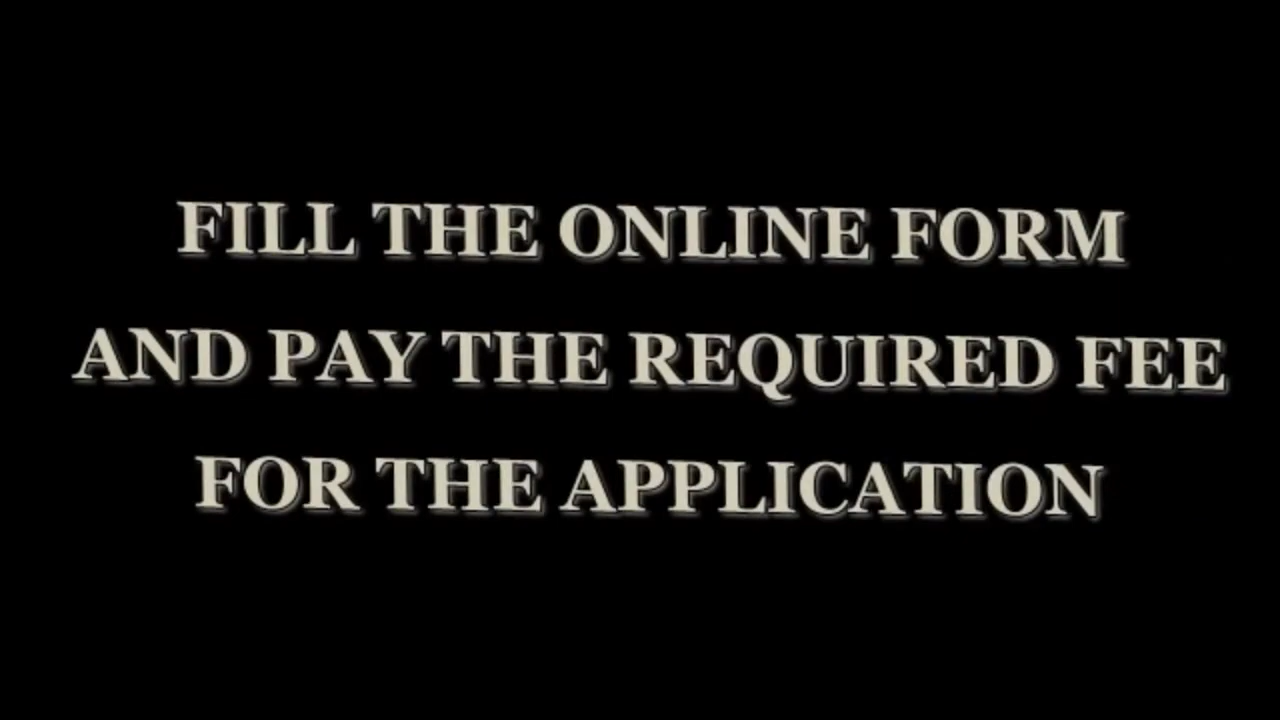 FILL THE ONLINE FORM
AND PAY THE REQUIRED FEE
FOR THE APPLICATION